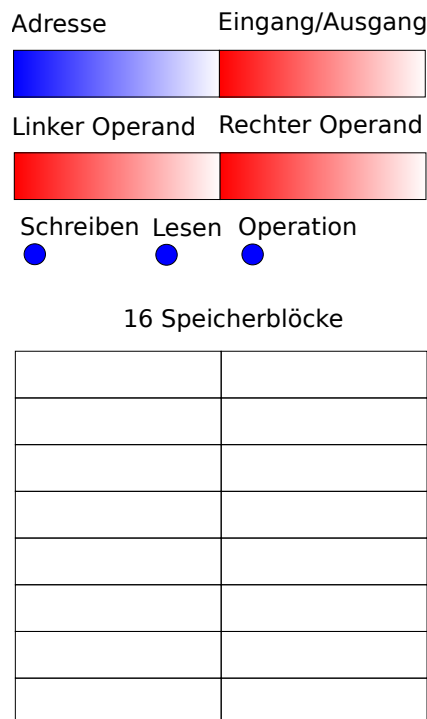 Adresse Eingang/Ausgang
Linker Operand Rechter Operand
Schreiben Lesen Operation
16 Speicherblöcke